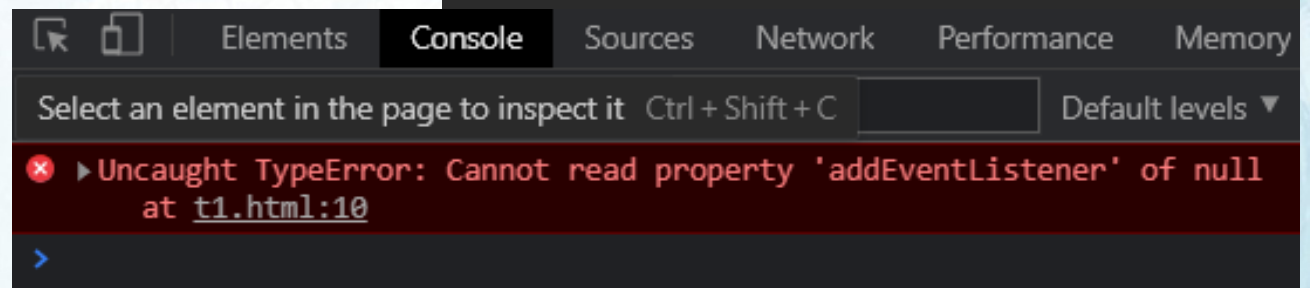 Elements Console Sources Network Performance Memory
Select an element in the page to inspect it Ctrl + Shift + C Default levels ▼
▶Uncaught TypeError: Cannot read property 'addEventListener' of null
at t1.html:10
>